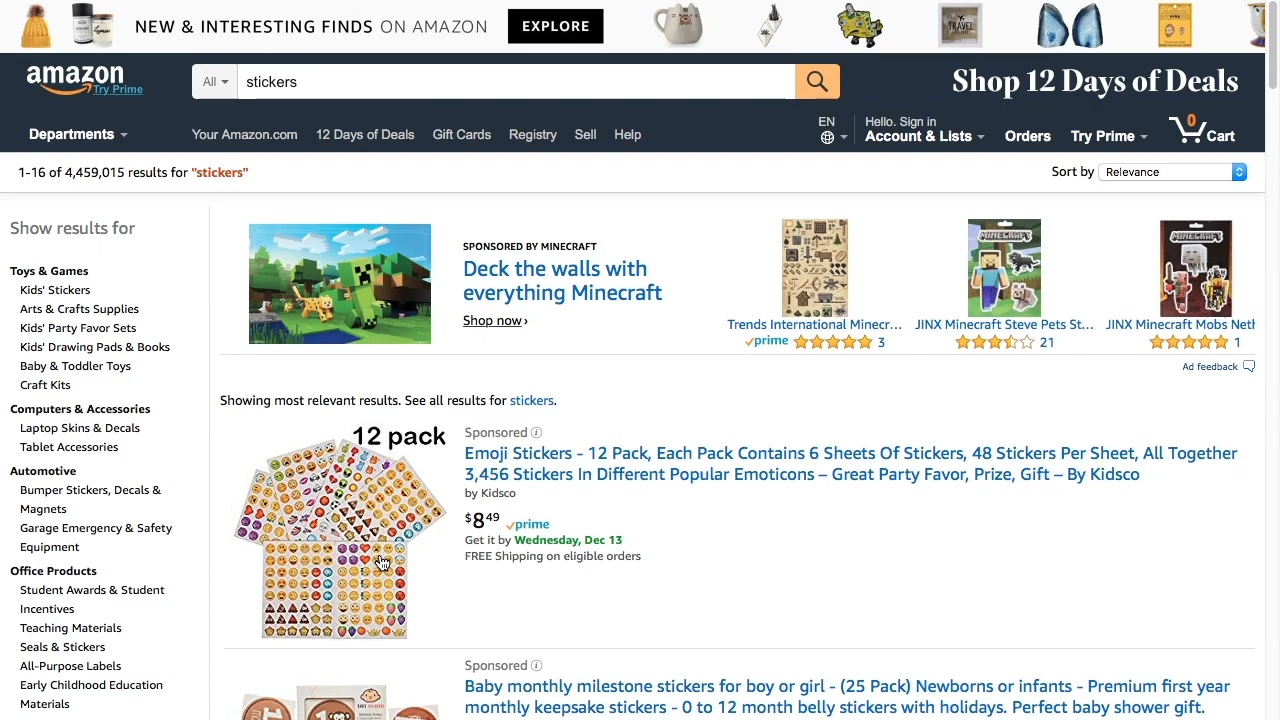 NEW & INTERESTING FINDS ON AMAZON
EXPLORE
TRAVEL
amazon
Try Prime
All
stickers
Shop 12 Days of Deals
Departments
Your Amazon.com
12 Days of Deals
Gift Cards
Registry
Sell
Help
EN
Hello. Sign in
Account & Lists
Orders
Try Prime
0
Cart
1-16 of 4,459,015 results for "stickers"
Sort by
Relevance
Show results for
Toys & Games
Kids' Stickers
Arts & Crafts Supplies
Kids' Party Favor Sets
Kids' Drawing Pads & Books
Baby & Toddler Toys
Craft Kits
Computers & Accessories
Laptop Skins & Decals
Tablet Accessories
Automotive
Bumper Stickers, Decals &
Magnets
Garage Emergency & Safety
Equipment
Office Products
Student Awards & Student
Incentives
Teaching Materials
Seals & Stickers
All-Purpose Labels
Early Childhood Education
Materials
SPONSORED BY MINECRAFT
Deck the walls with
everything Minecraft
Shop now ›
Trends International Minecr...
prime
3
MINECRAFT
JINX Minecraft Steve Pets St...
21
MINECRAFT
JINX Minecraft Mobs Neth
1
Ad feedback
Showing most relevant results. See all results for stickers.
12 pack
Sponsored
Emoji Stickers - 12 Pack, Each Pack Contains 6 Sheets Of Stickers, 48 Stickers Per Sheet, All Together
3,456 Stickers In Different Popular Emoticons – Great Party Favor, Prize, Gift – By Kidsco
by Kidsco
$8 49 prime
Get it by Wednesday, Dec 13
FREE Shipping on eligible orders
Sponsored
Baby monthly milestone stickers for boy or girl - (25 Pack) Newborns or infants - Premium first year
monthly keepsake stickers - 0 to 12 month belly stickers with holidays. Perfect baby shower gift.